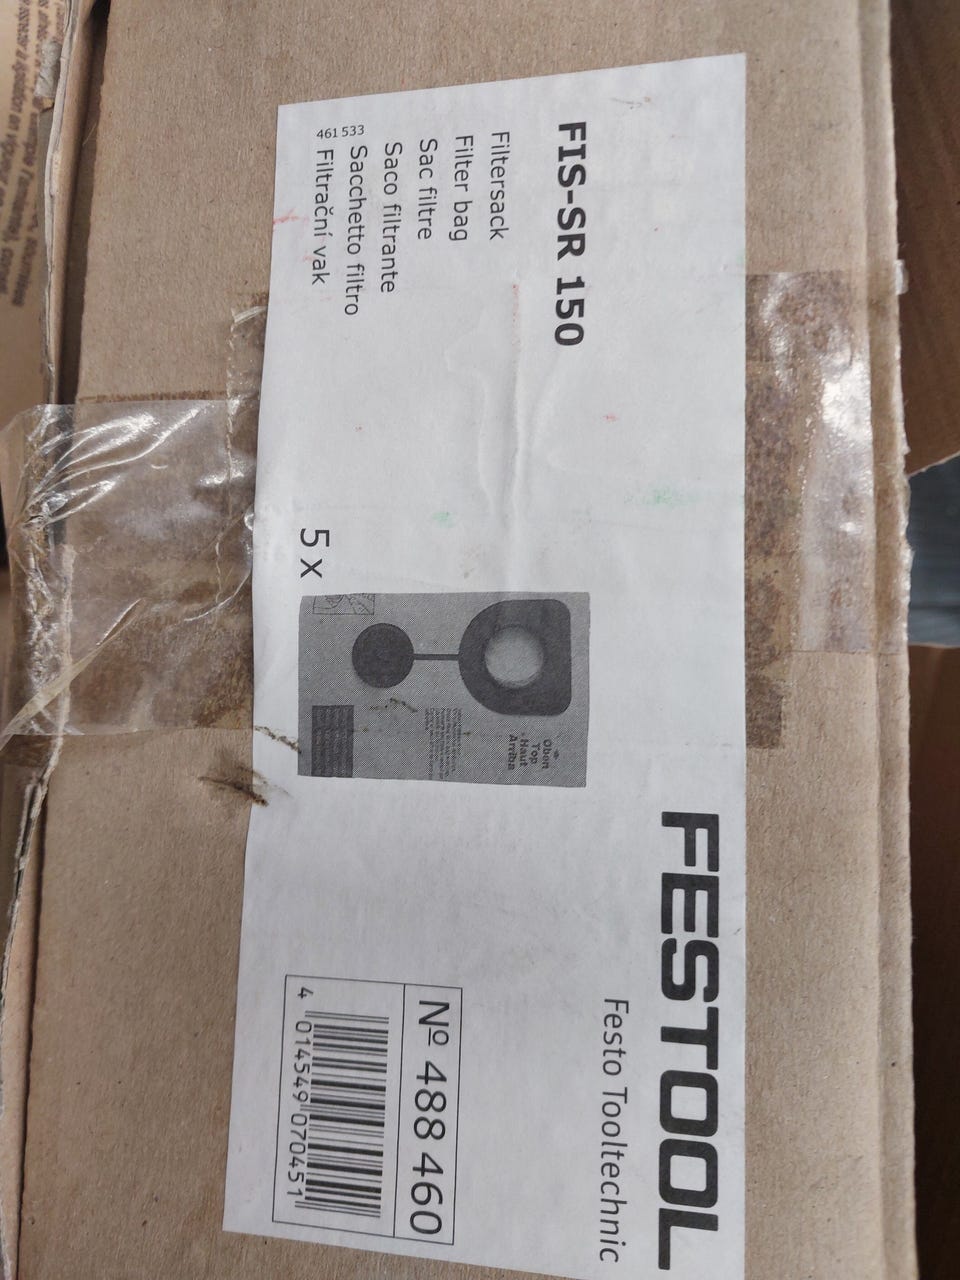 FESTOOL
Festo Tooltechnic
FIS-SR 150
Filtersack
Filter bag
Sac filtre
Saco filtrante
Sacchetto filtro
Filtrační vak
461 533
5 x
Oben
Top
Haut
Arriba
Nº 488 460
4 014549 070451